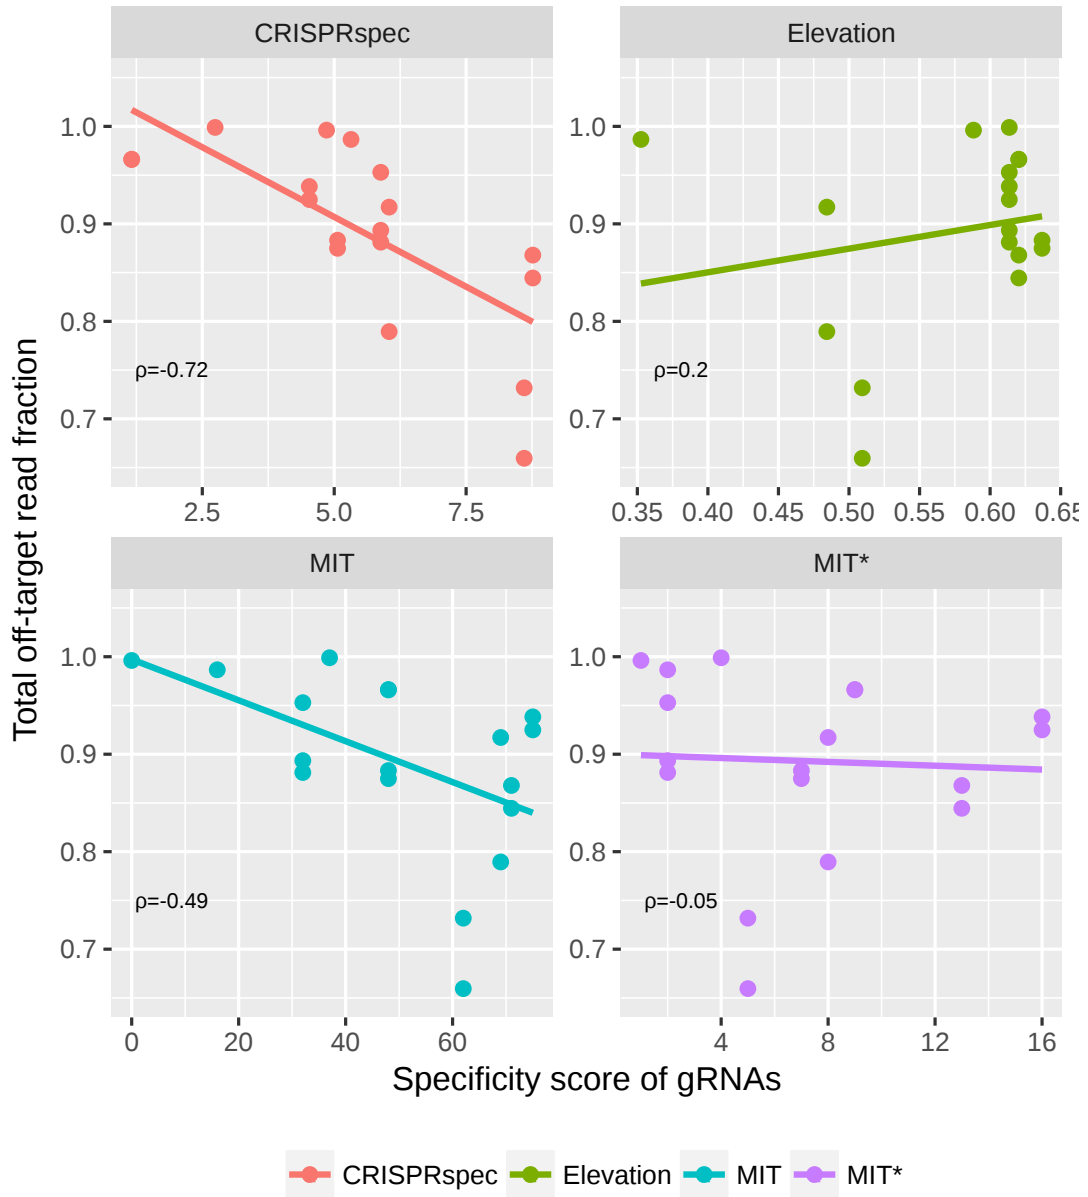 CRISPRspec
Elevation
1.0
0.9
0.8
0.7
ρ=-0.72
2.5 5.0 7.5
1.0
0.9
0.8
0.7
ρ=0.2
0.35 0.40 0.45 0.50 0.55 0.60 0.65
Total off-target read fraction
MIT
MIT*
1.0
0.9
0.8
0.7
ρ=-0.49
0 20 40 60
1.0
0.9
0.8
0.7
ρ=-0.05
4 8 12 16
Specificity score of gRNAs
CRISPRspec Elevation MIT MIT*